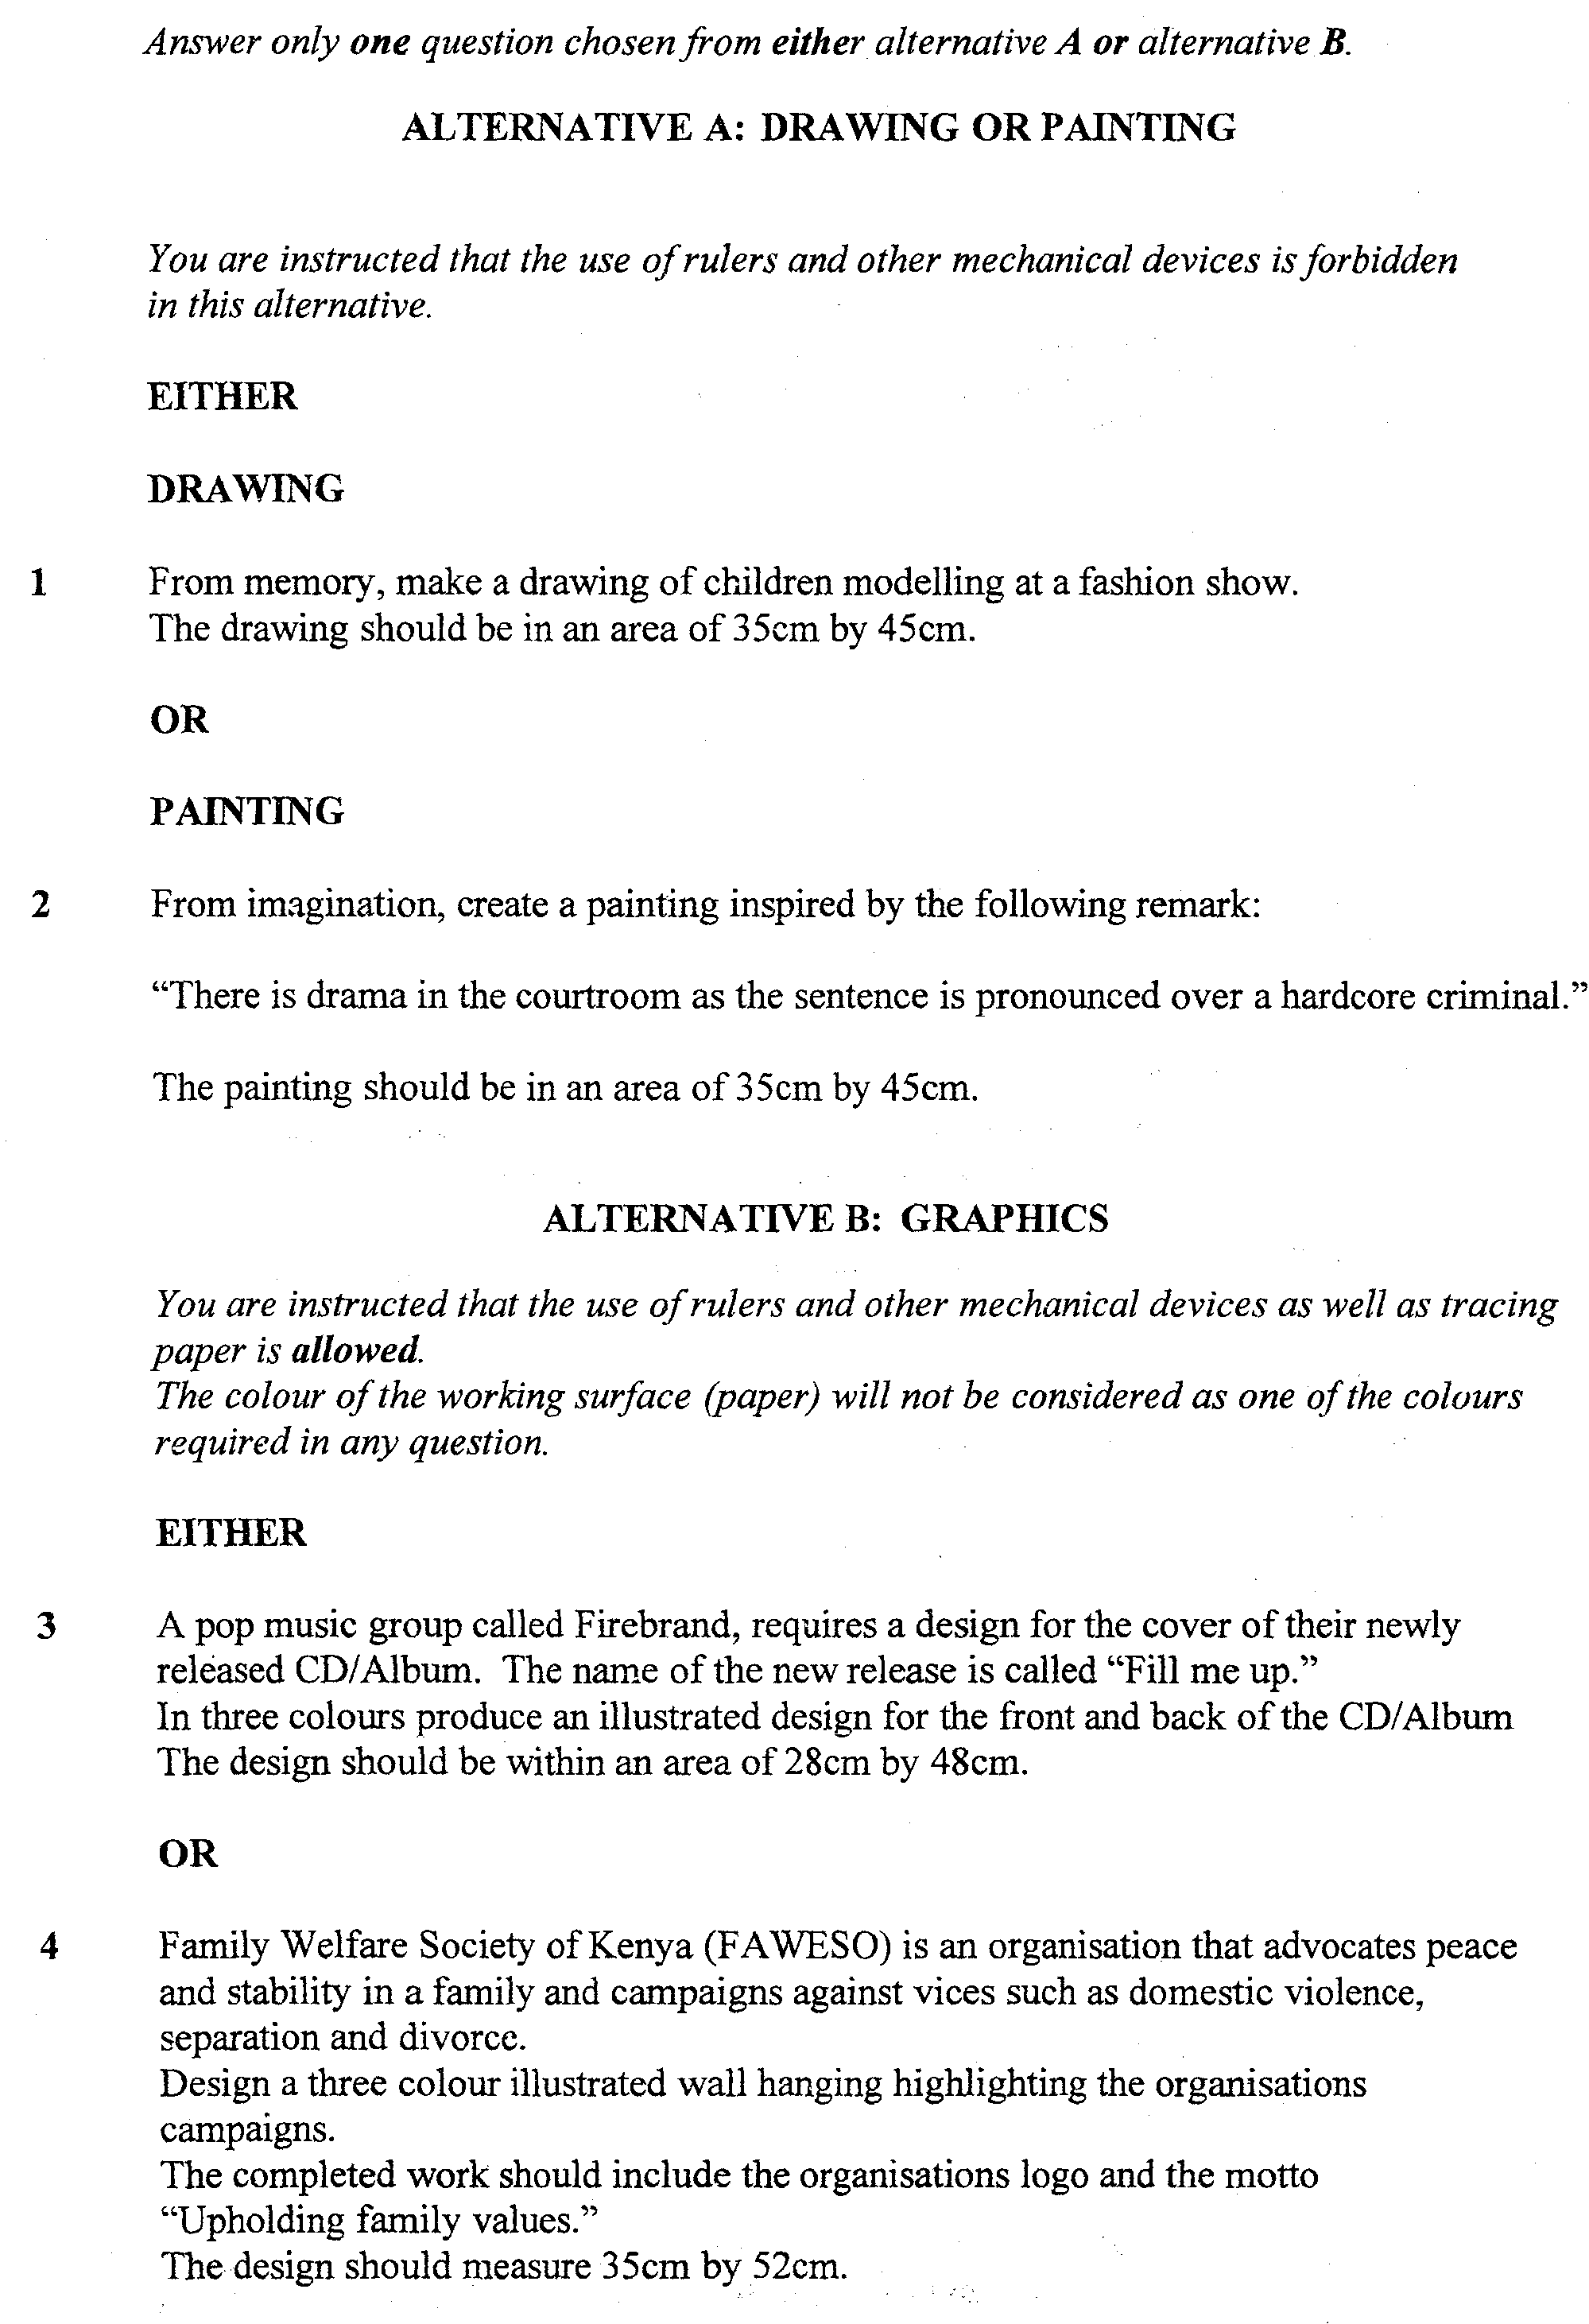 Answer only one question chosen from either alternative A or alternative B.
ALTERNATIVE A: DRAWING OR PAINTING
You are instructed that the use of rulers and other mechanical devices is forbidden
in this alternative.
EITHER
DRAWING
1 From memory, make a drawing of children modelling at a fashion show.
The drawing should be in an area of 35cm by 45cm.
OR
PAINTING
2 From imagination, create a painting inspired by the following remark:
“There is drama in the courtroom as the sentence is pronounced over a hardcore criminal.”
The painting should be in an area of 35cm by 45cm.
ALTERNATIVE B: GRAPHICS
You are instructed that the use of rulers and other mechanical devices as well as tracing
paper is allowed.
The colour of the working surface (paper) will not be considered as one of the colours
required in any question.
EITHER
3 A pop music group called Firebrand, requires a design for the cover of their newly
released CD/Album. The name of the new release is called “Fill me up.”
In three colours produce an illustrated design for the front and back of the CD/Album
The design should be within an area of 28cm by 48cm.
OR
4 Family Welfare Society of Kenya (FAWESO) is an organisation that advocates peace
and stability in a family and campaigns against vices such as domestic violence,
separation and divorce.
Design a three colour illustrated wall hanging highlighting the organisations
campaigns.
The completed work should include the organisations logo and the motto
“Upholding family values.”
The design should measure 35cm by 52cm.